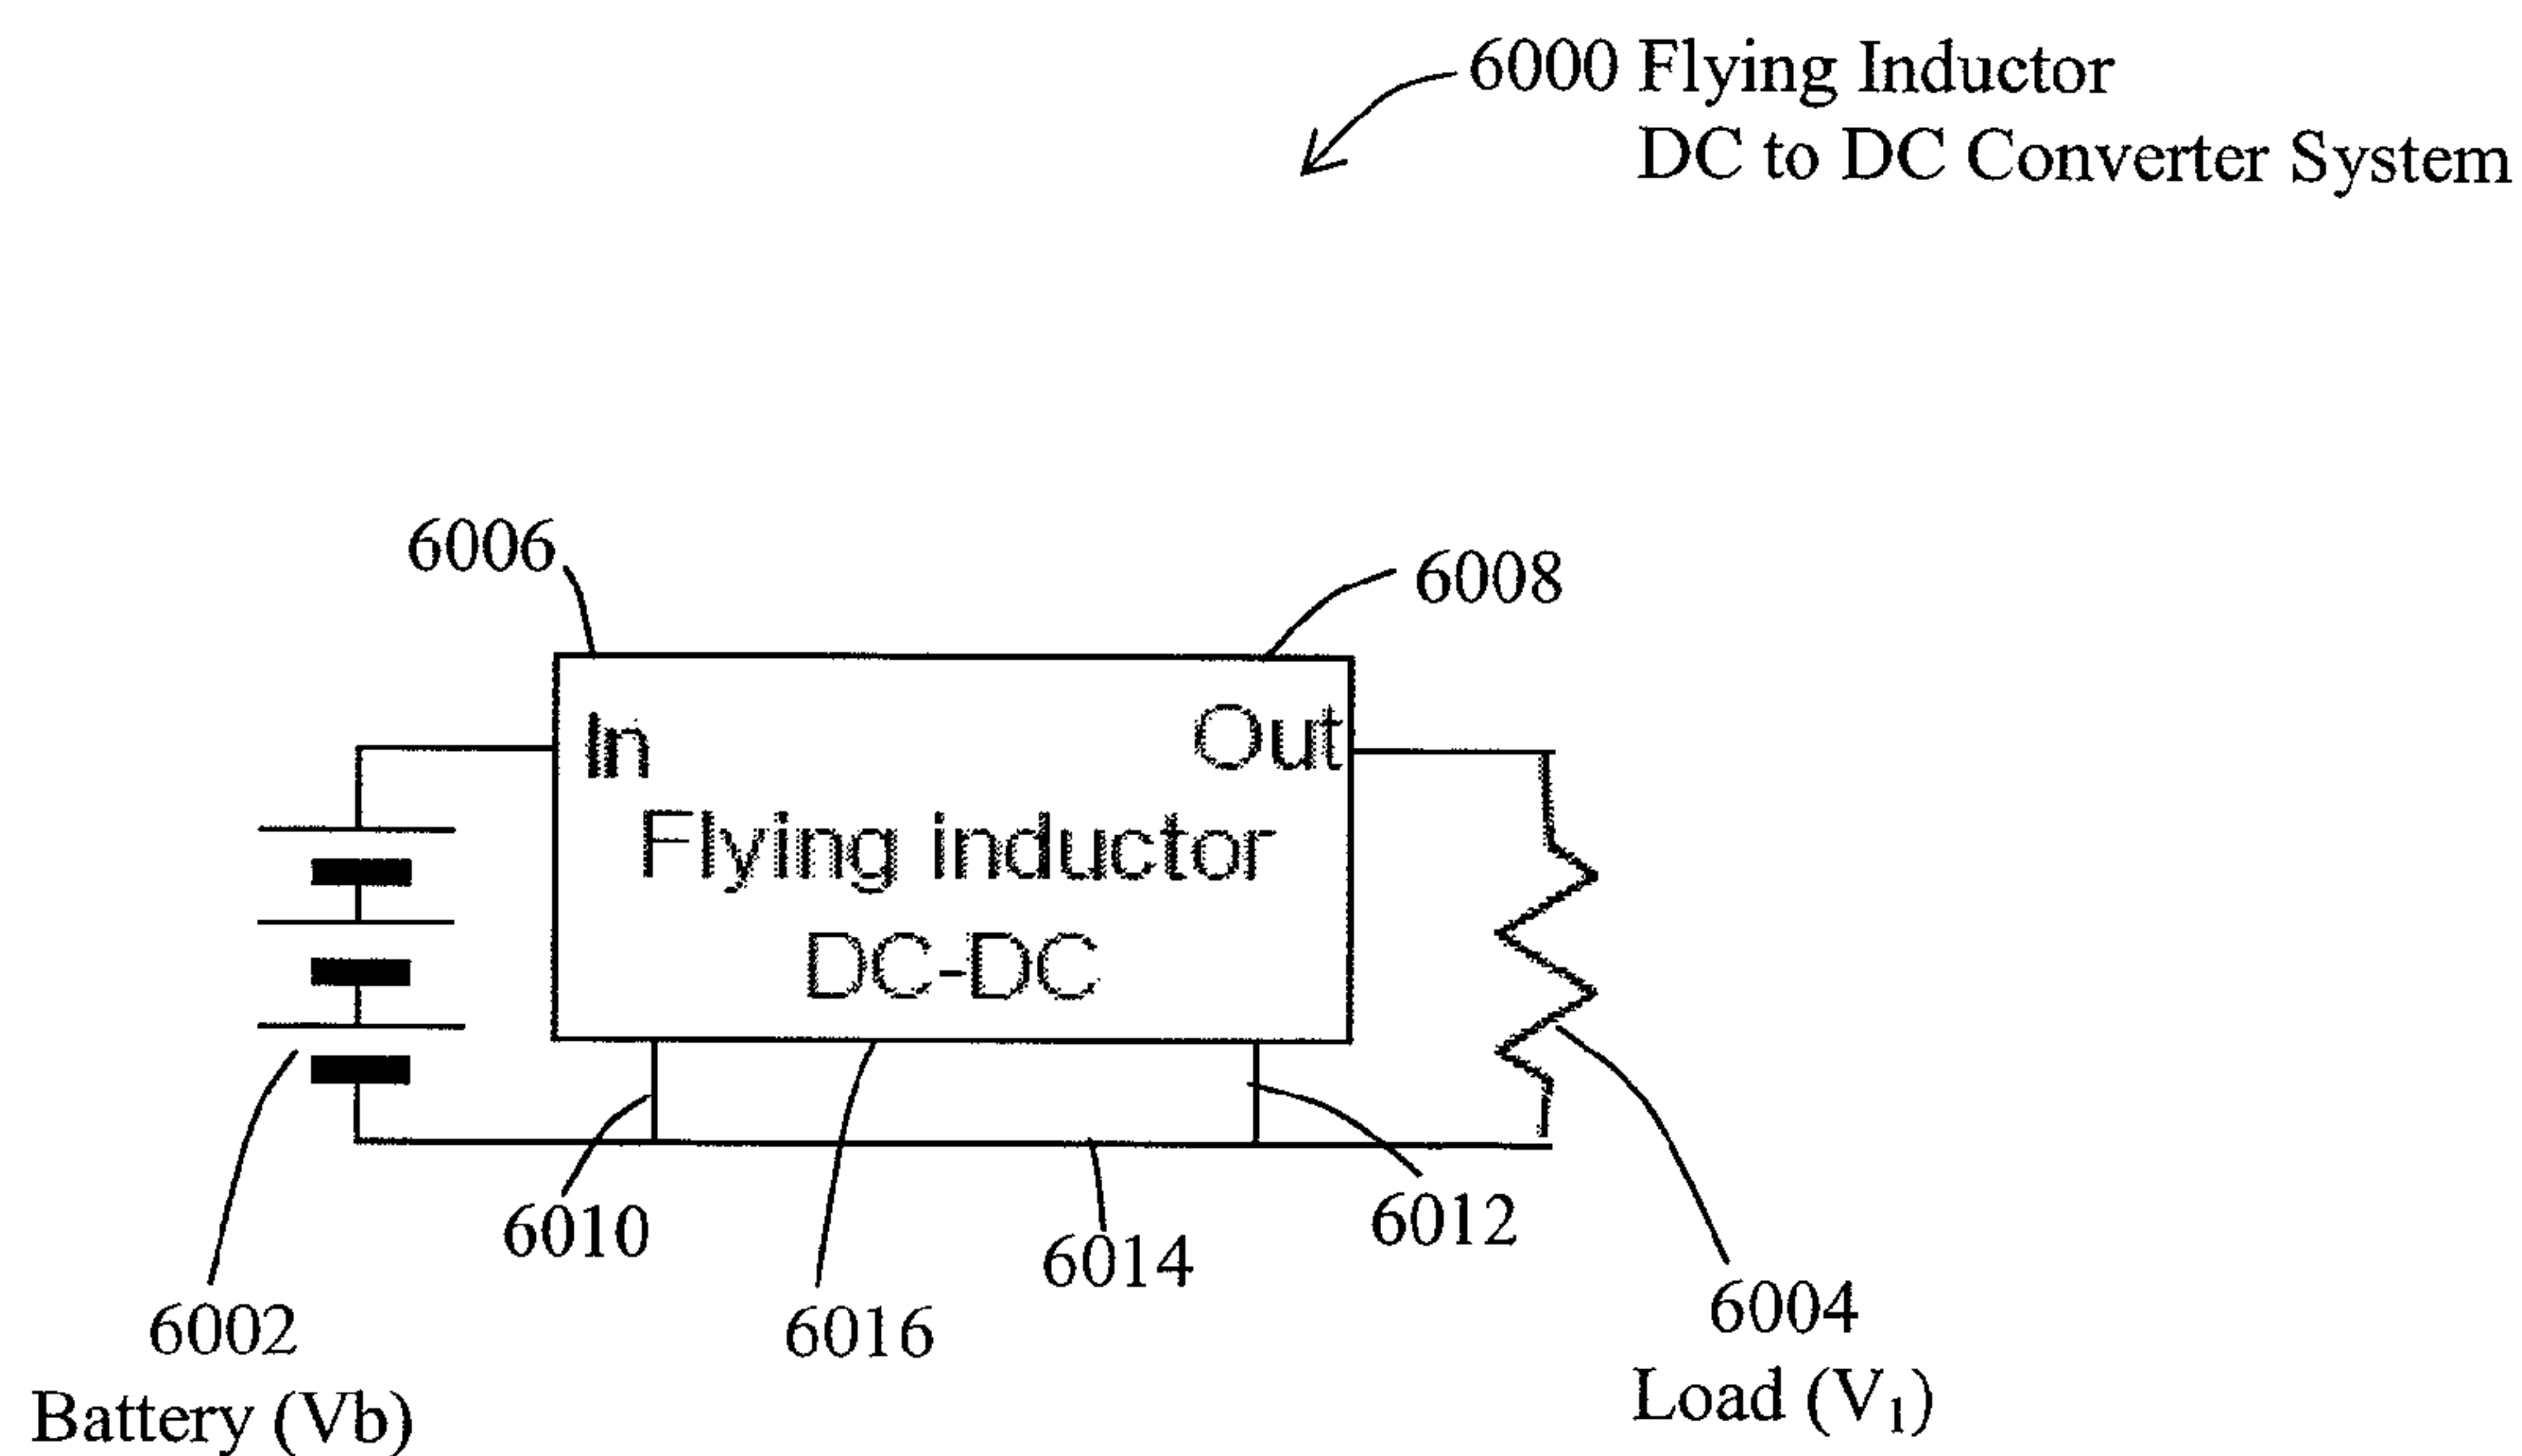 6000 Flying Inductor
DC to DC Converter System
6006
6008
In
Out
Flying inductor
DC-DC
6010
6012
6014
6016
6002
Battery (Vb)
6004
Load (V₁)